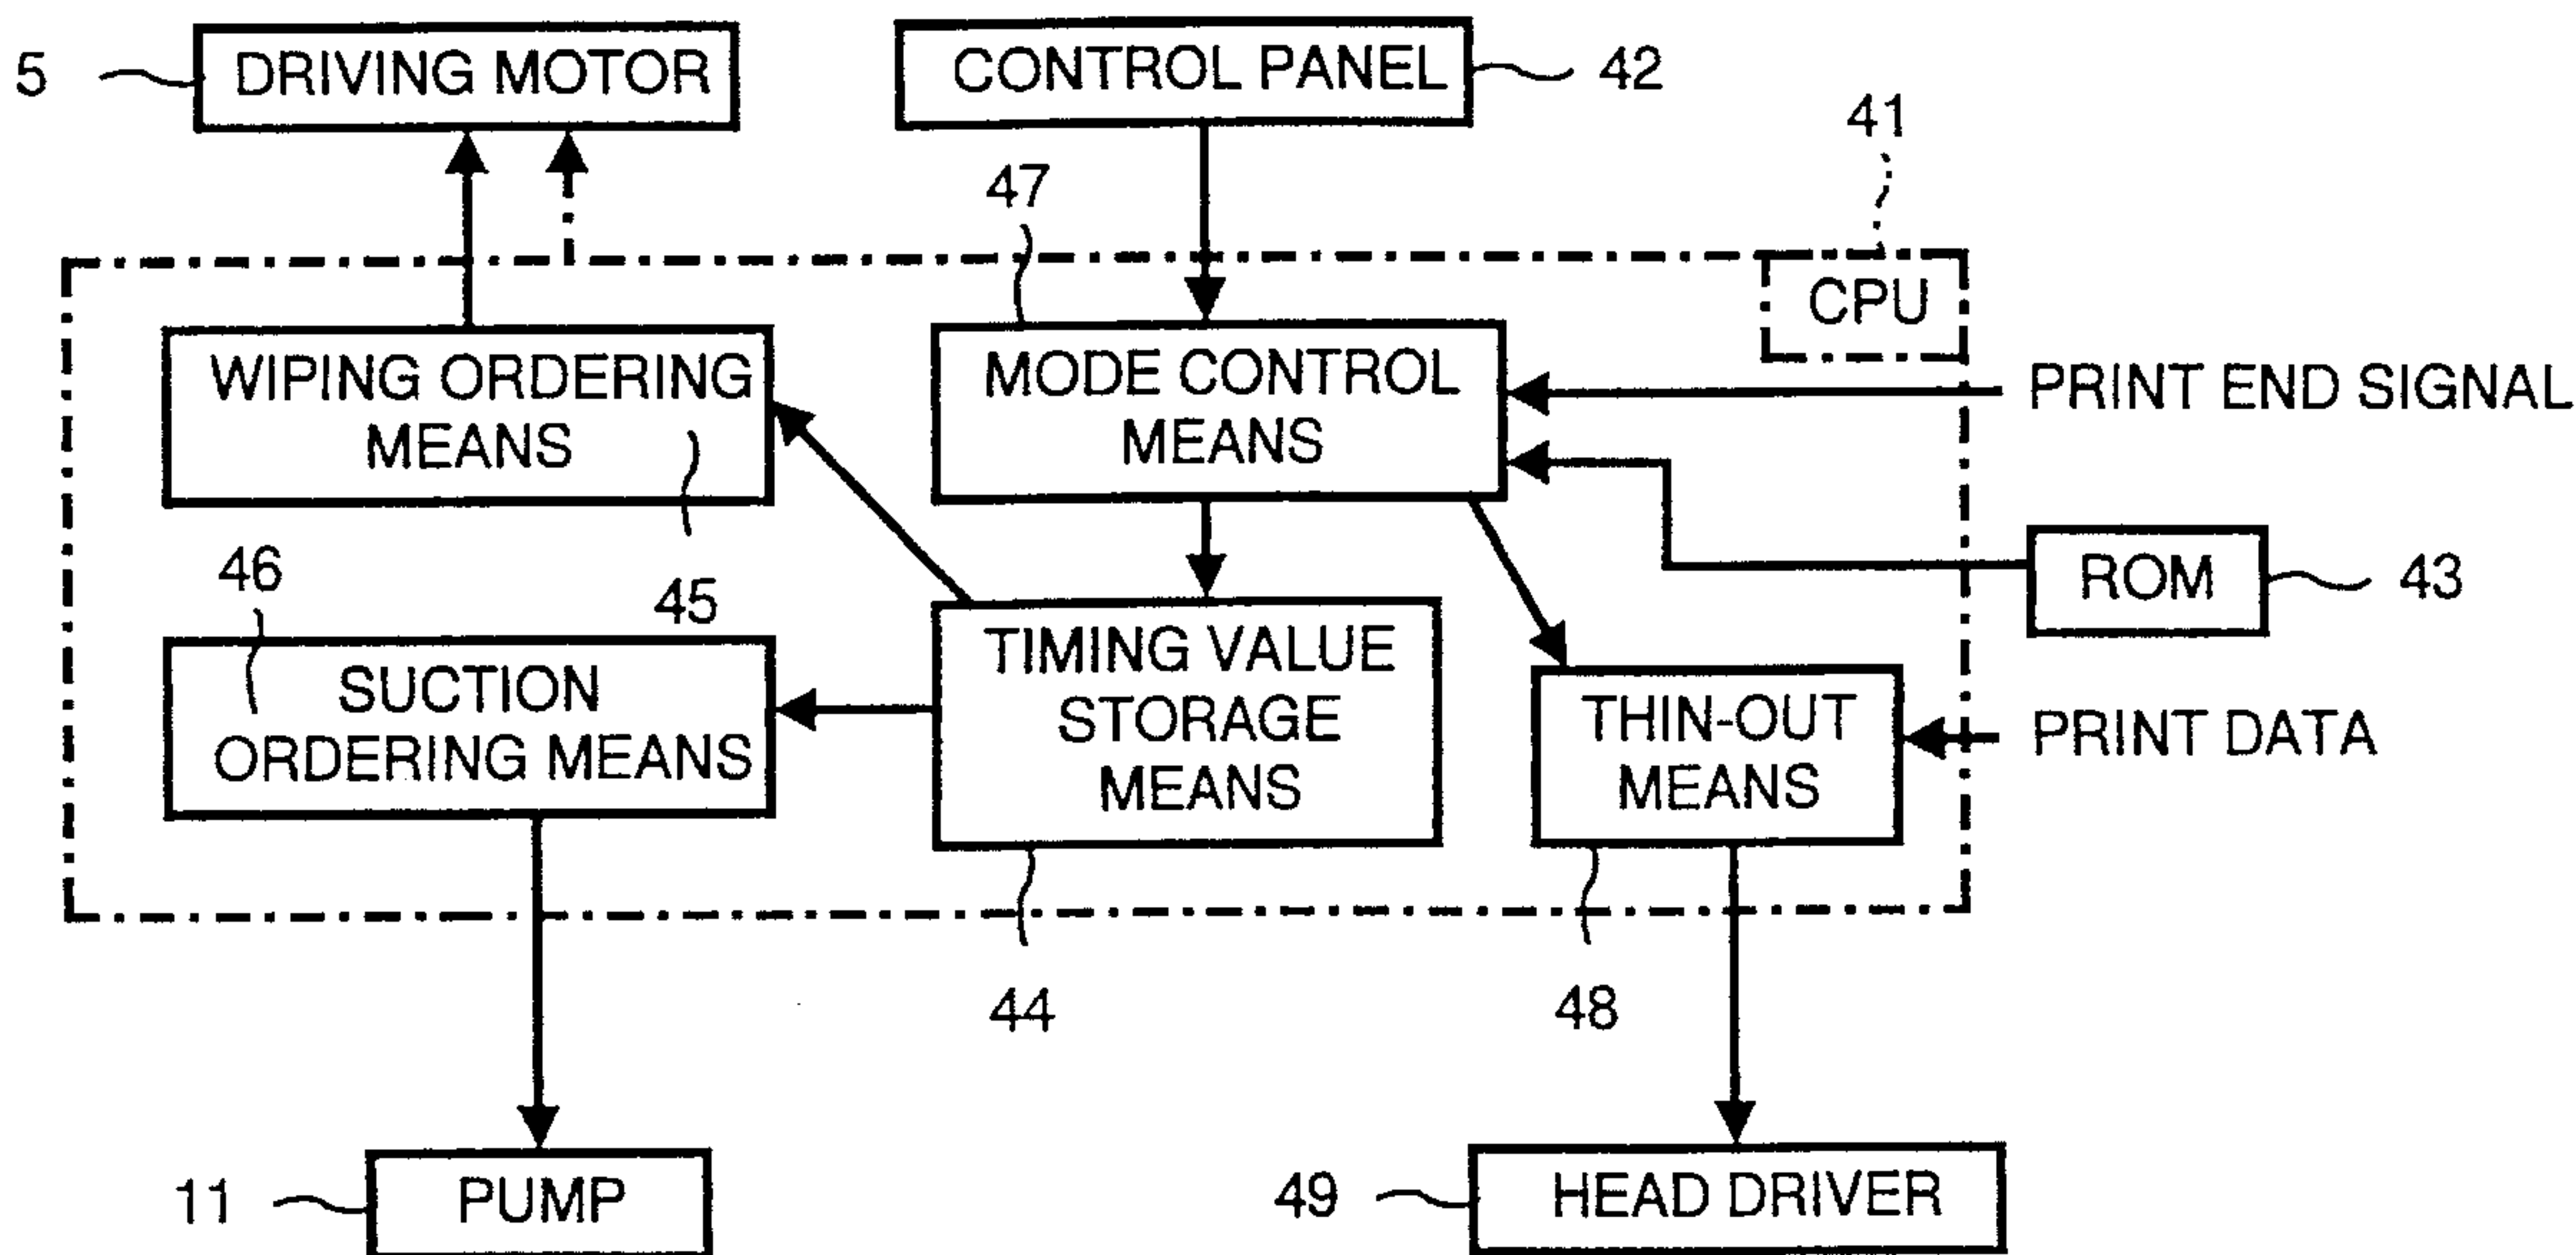 5
DRIVING MOTOR
CONTROL PANEL
42
41
47
CPU
WIPING ORDERING
MEANS
MODE CONTROL
MEANS
PRINT END SIGNAL
46
45
ROM
43
SUCTION
ORDERING MEANS
TIMING VALUE
STORAGE
MEANS
THIN-OUT
MEANS
PRINT DATA
44
48
11
PUMP
49
HEAD DRIVER